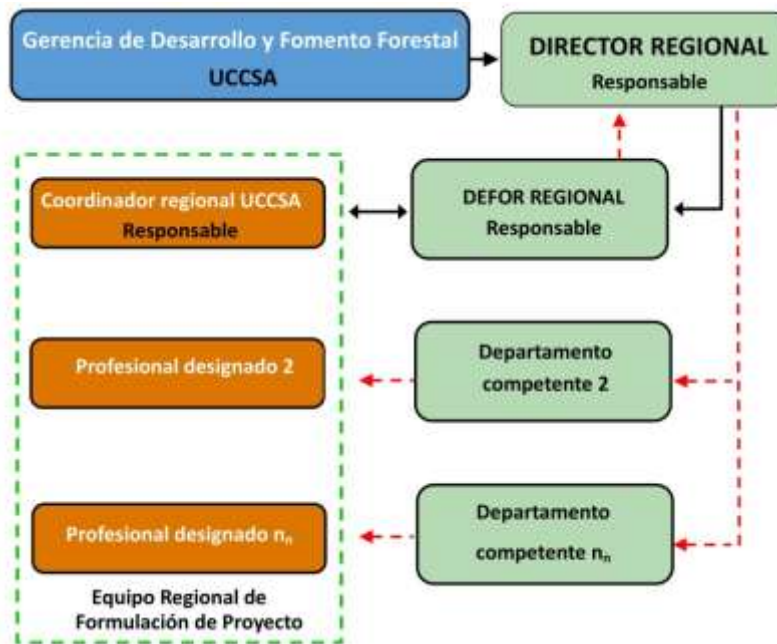 Gerencia de Desarrollo y Fomento Forestal
UCCSA
DIRECTOR REGIONAL
Responsable
Coordinador regional UCCSA
Responsable
DEFOR REGIONAL
Responsable
Profesional designado 2
Departamento
competente 2
Profesional designado nₙ
Departamento
competente nₙ
Equipo Regional de
Formulación de Proyecto